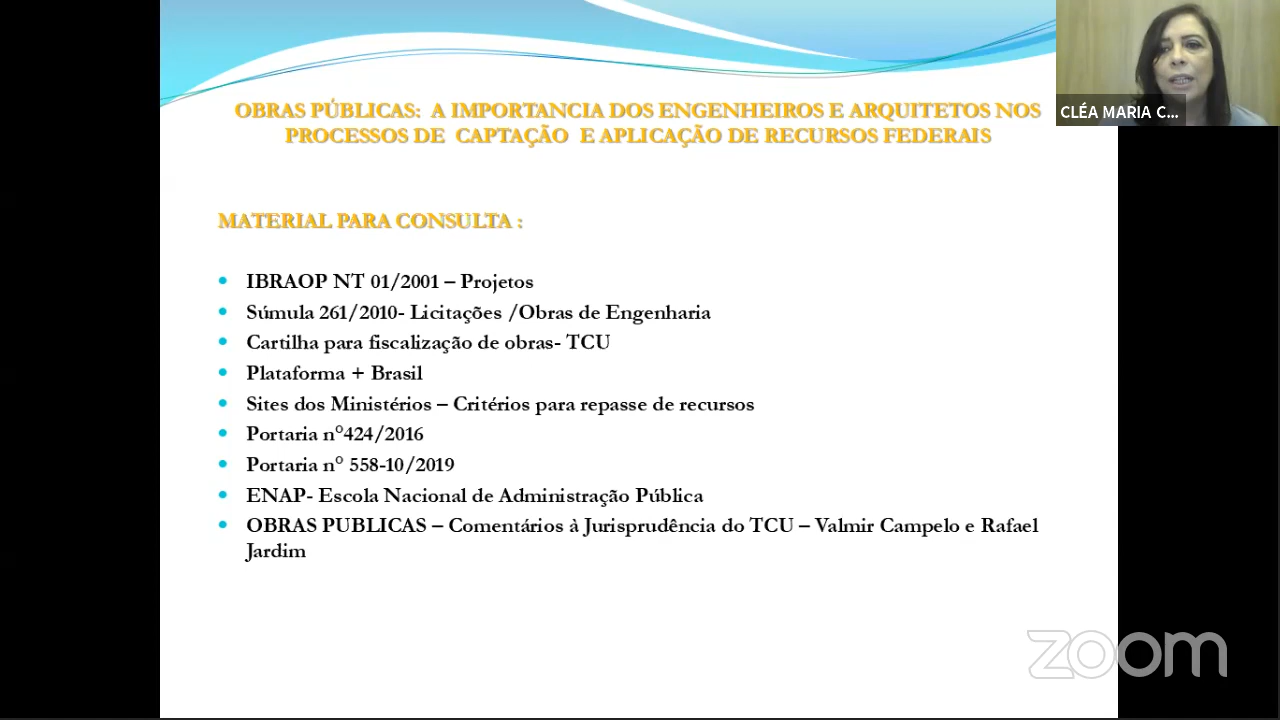 OBRAS PÚBLICAS: A IMPORTANCIA DOS ENGENHEIROS E ARQUITETOS NOS
PROCESSOS DE CAPTAÇÃO E APLICAÇÃO DE RECURSOS FEDERAIS
CLÉA MARIA C...
MATERIAL PARA CONSULTA :
• IBRAOP NT 01/2001 – Projetos
• Súmula 261/2010- Licitações /Obras de Engenharia
• Cartilha para fiscalização de obras- TCU
• Plataforma + Brasil
• Sites dos Ministérios – Critérios para repasse de recursos
• Portaria nº424/2016
• Portaria nº 558-10/2019
• ENAP- Escola Nacional de Administração Pública
• OBRAS PUBLICAS – Comentários à Jurisprudência do TCU – Valmir Campelo e Rafael
Jardim
zoom